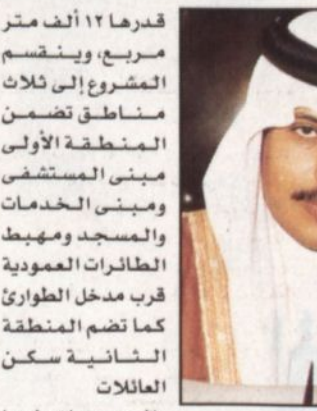 قدرها ١٢ ألف متر
مربع، وينقسم
المشروع إلى ثلاث
مناطق تضمن
المنطقة الأولى
مبنى المستشفى
ومبنى الخدمات
والمسجد ومهبط
الطائرات العمودية
قرب مدخل الطوارئ
كما تضم المنطقة
الثانية سكن
العائلات